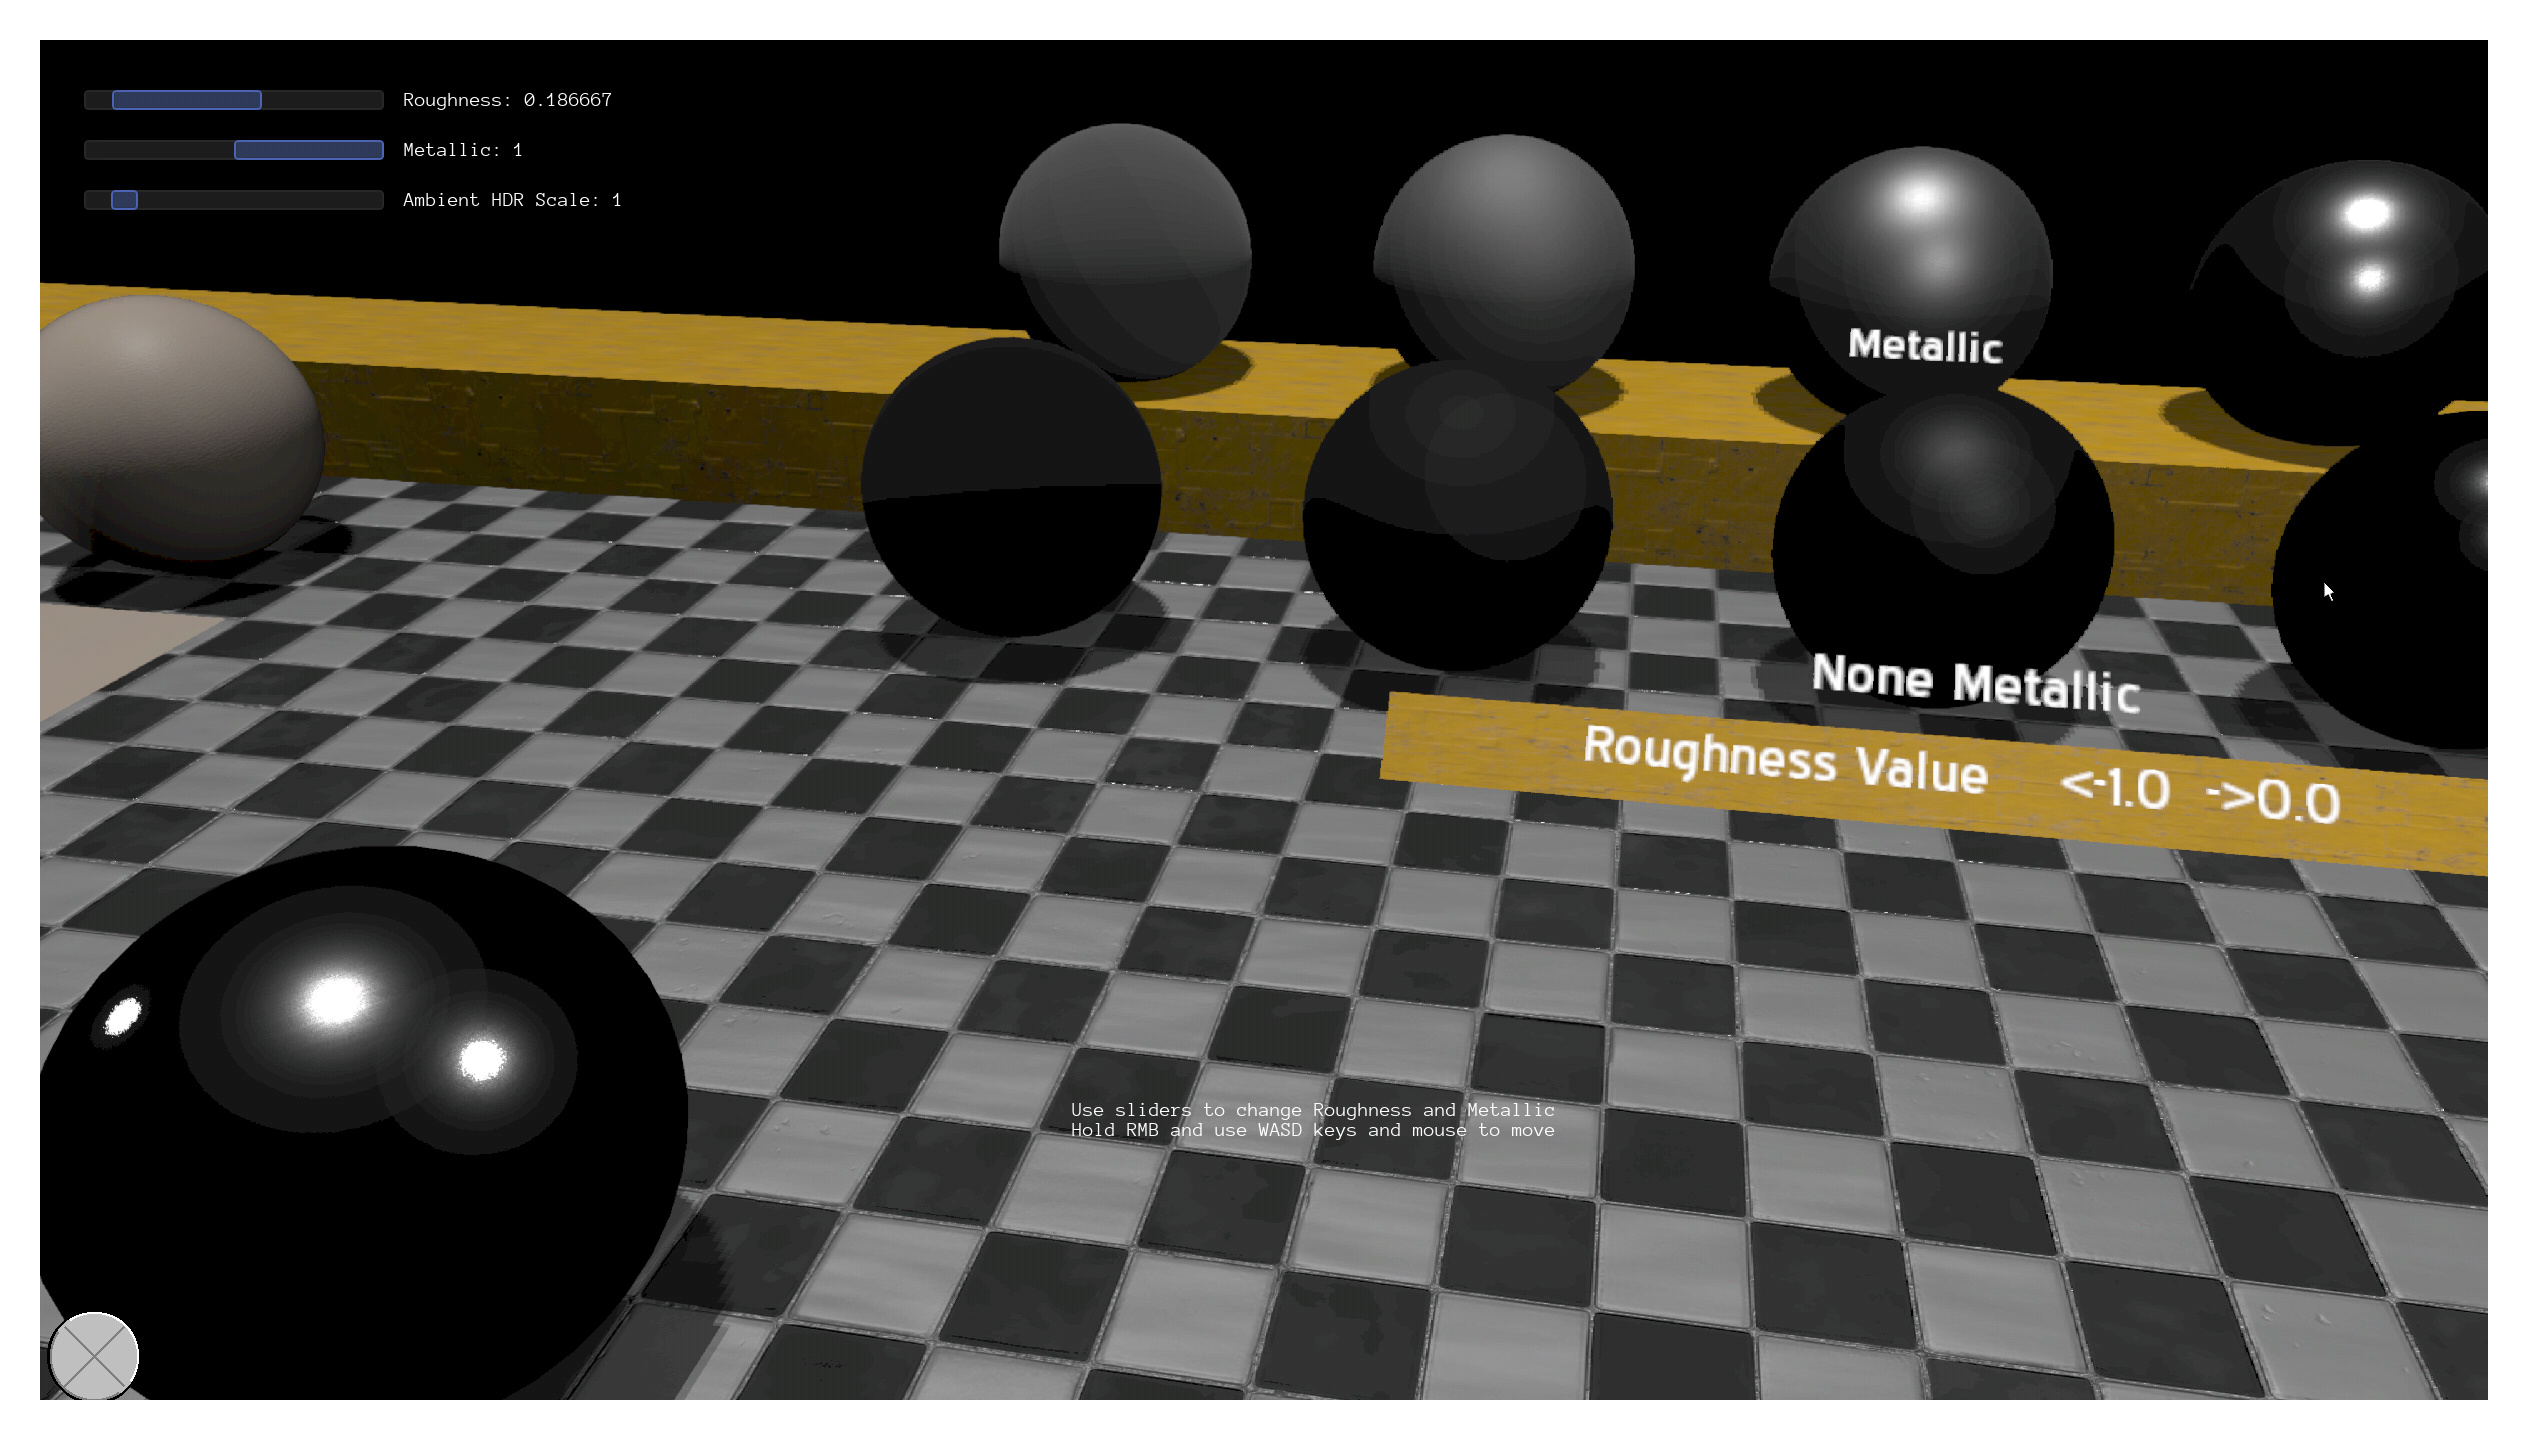 Roughness: 0.186667
Metallic: 1
Ambient HDR Scale: 1
Metallic
None Metallic
Roughness Value <-1.0 ->0.0
Use sliders to change Roughness and Metallic
Hold RMB and use WASD keys and mouse to move